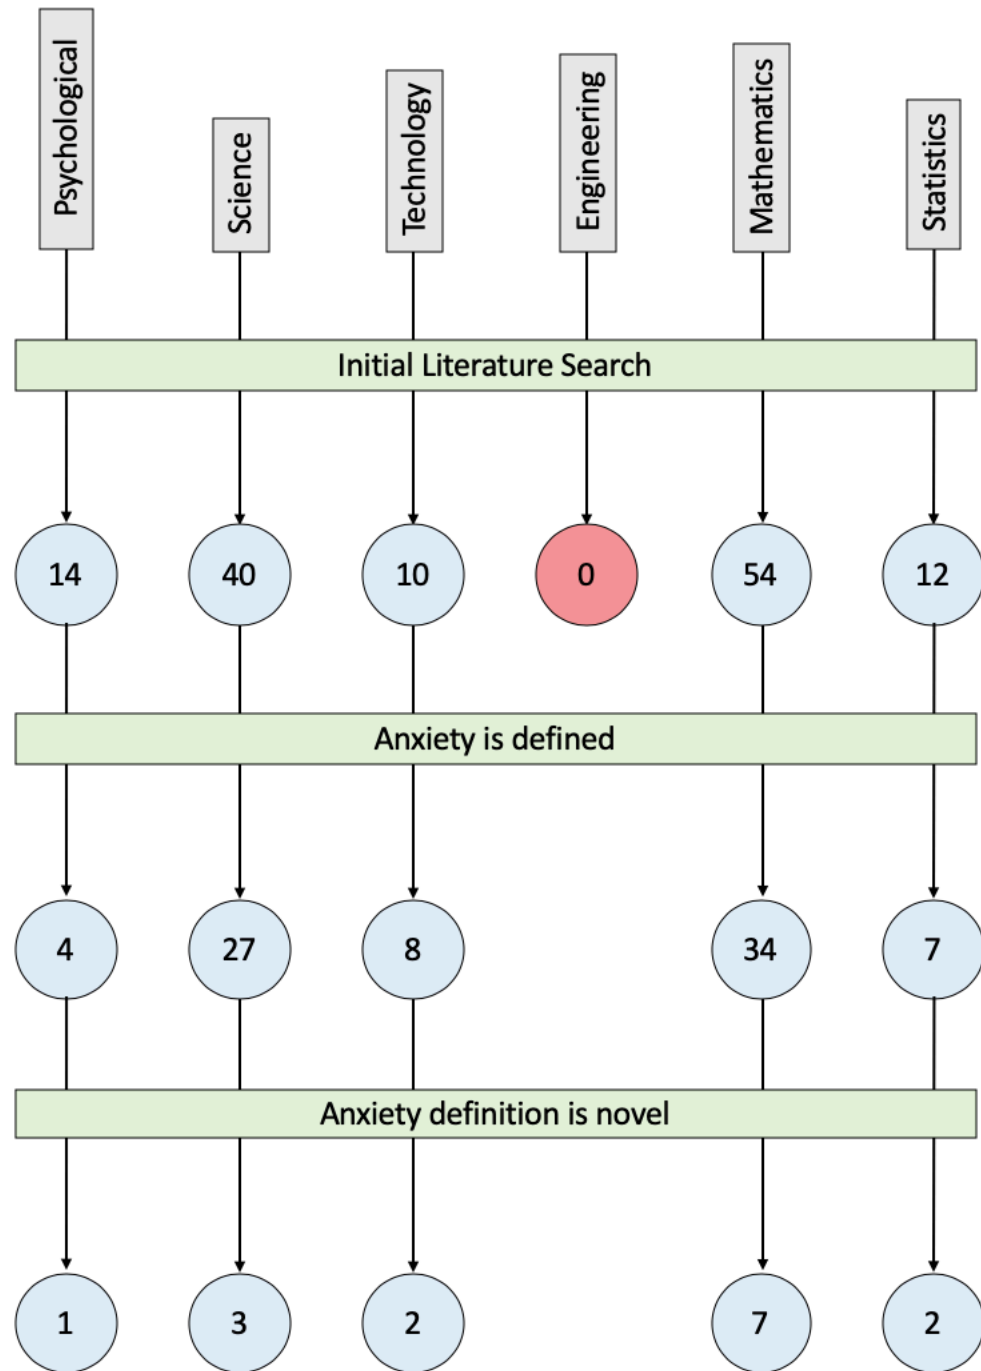 Psychological
Science
Technology
Engineering
Mathematics
Statistics
Initial Literature Search
14
40
10
0
54
12
Anxiety is defined
4
27
8
34
7
Anxiety definition is novel
1
3
2
7
2